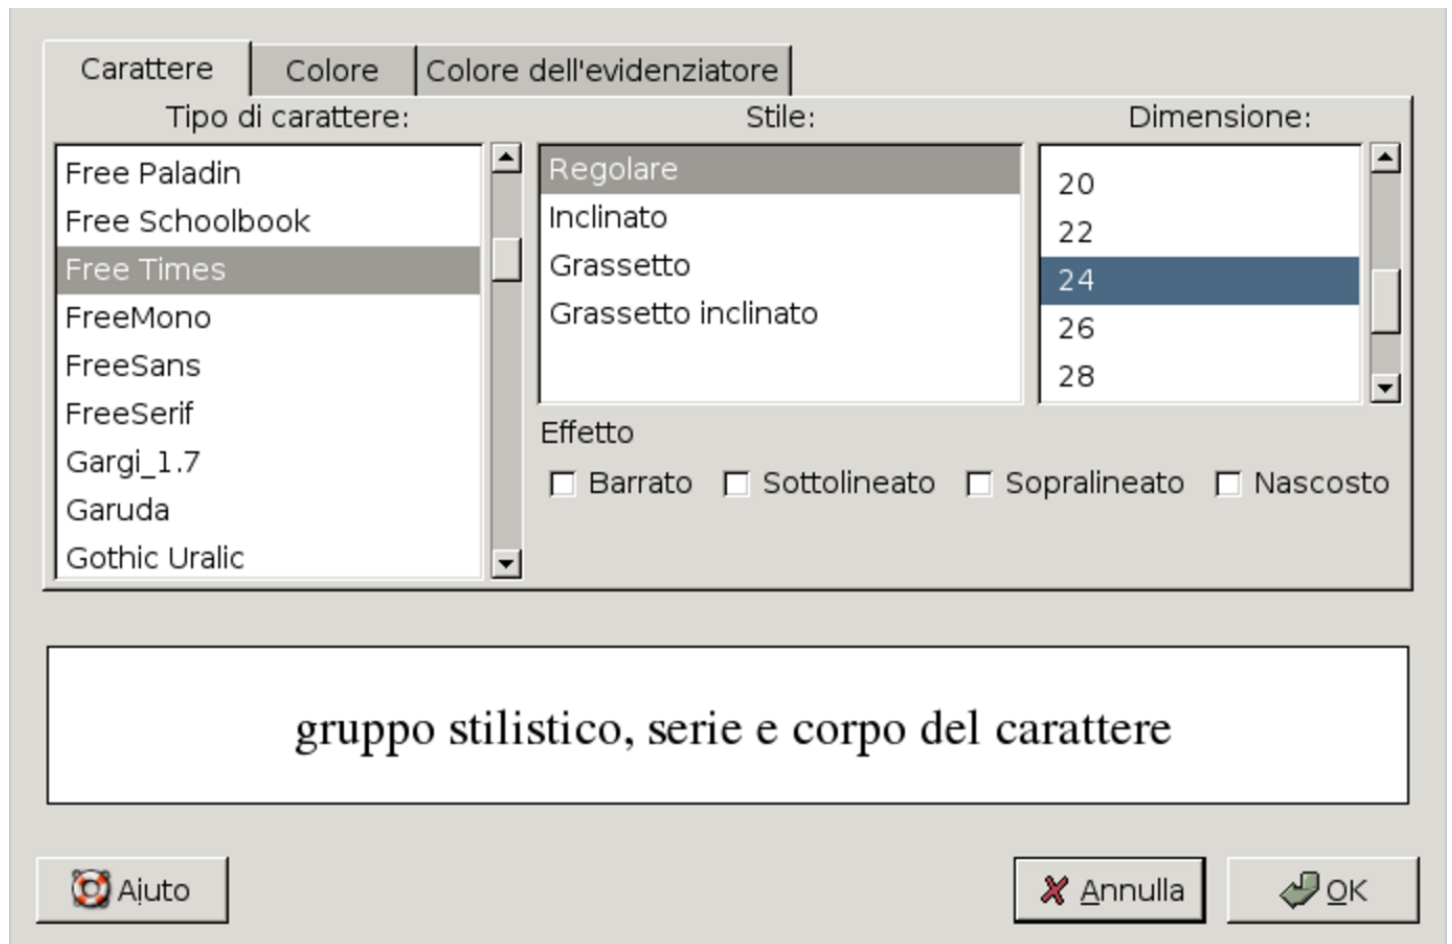 Carattere
Colore
Colore dell'evidenziatore
Tipo di carattere:
Free Paladin
Free Schoolbook
Free Times
FreeMono
FreeSans
FreeSerif
Gargi_1.7
Garuda
Gothic Uralic
Stile:
Regolare
Inclinato
Grassetto
Grassetto inclinato
Dimensione:
20
22
24
26
28
Effetto
Barrato
Sottolineato
Sopralineato
Nascosto
gruppo stilistico, serie e corpo del carattere
Aiuto
Annulla
OK